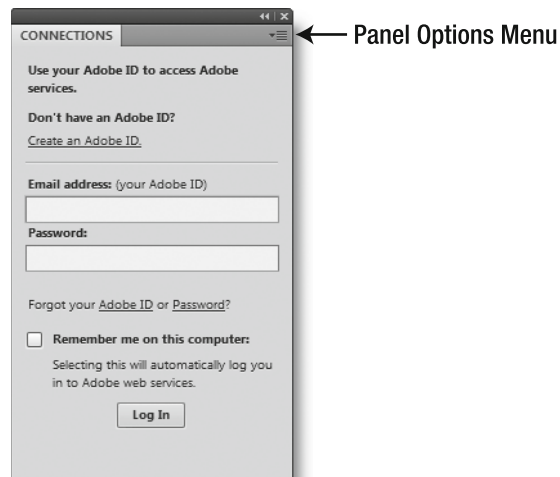 CONNECTIONS
Panel Options Menu
Use your Adobe ID to access Adobe
services.
Don't have an Adobe ID?
Create an Adobe ID.
Email address: (your Adobe ID)
Password:
Forgot your Adobe ID or Password?
Remember me on this computer:
Selecting this will automatically log you
in to Adobe web services.
Log In